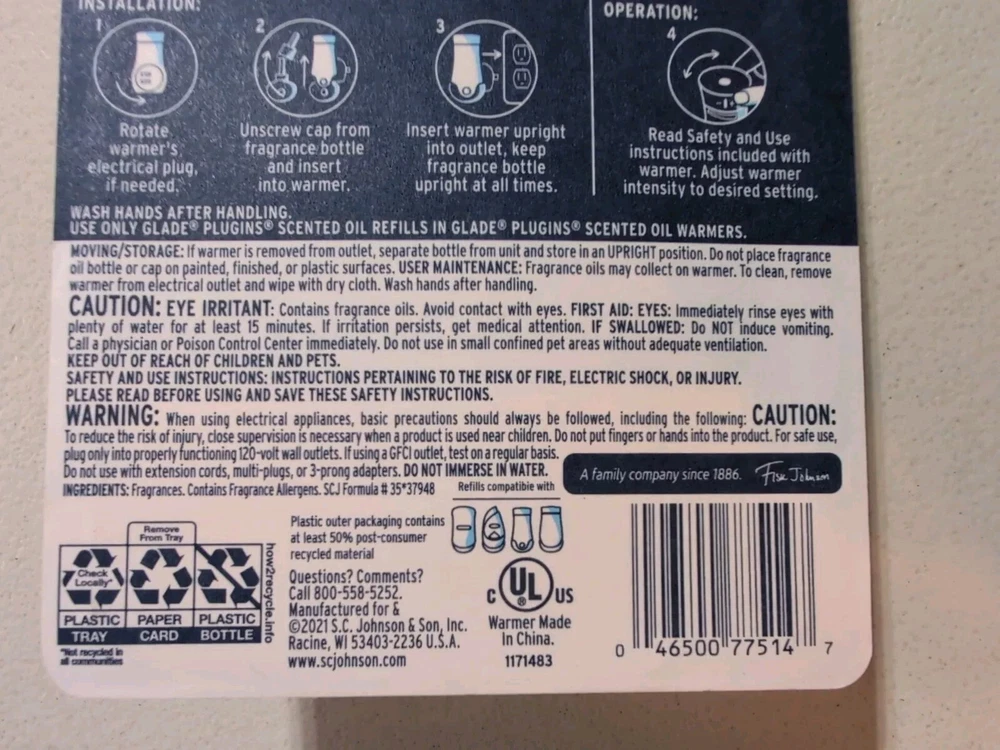 INSTALLATION:
1
Rotate
warmer's
electrical plug,
if needed.
2
Unscrew cap from
fragrance bottle
and insert
into warmer.
3
Insert warmer upright
into outlet, keep
fragrance bottle
upright at all times.
OPERATION:
4
Read Safety and Use
instructions included with
warmer. Adjust warmer
intensity to desired setting.
WASH HANDS AFTER HANDLING.
USE ONLY GLADE® PLUGINS® SCENTED OIL REFILLS IN GLADE® PLUGINS® SCENTED OIL WARMERS.
MOVING/STORAGE: If warmer is removed from outlet, separate bottle from unit and store in an UPRIGHT position. Do not place fragrance
oil bottle or cap on painted, finished, or plastic surfaces. USER MAINTENANCE: Fragrance oils may collect on warmer. To clean, remove
warmer from electrical outlet and wipe with dry cloth. Wash hands after handling.
CAUTION: EYE IRRITANT: Contains fragrance oils. Avoid contact with eyes. FIRST AID: EYES: Immediately rinse eyes with
plenty of water for at least 15 minutes. If irritation persists, get medical attention. IF SWALLOWED: Do NOT induce vomiting.
Call a physician or Poison Control Center immediately. Do not use in small confined pet areas without adequate ventilation.
KEEP OUT OF REACH OF CHILDREN AND PETS.
SAFETY AND USE INSTRUCTIONS: INSTRUCTIONS PERTAINING TO THE RISK OF FIRE, ELECTRIC SHOCK, OR INJURY.
PLEASE READ BEFORE USING AND SAVE THESE SAFETY INSTRUCTIONS.
WARNING: When using electrical appliances, basic precautions should always be followed, including the following: CAUTION:
To reduce the risk of injury, close supervision is necessary when a product is used near children. Do not put fingers or hands into the product. For safe use,
plug only into properly functioning 120-volt wall outlets. If using a GFCI outlet, test on a regular basis.
Do not use with extension cords, multi-plugs, or 3-prong adapters. DO NOT IMMERSE IN WATER.
INGREDIENTS: Fragrances. Contains Fragrance Allergens. SCJ Formula # 35*37948
A family company since 1886. Fisk Johnson
Refills compatible with
Remove
From Tray
Check
Locally*
PLASTIC
TRAY
PAPER
CARD
PLASTIC
BOTTLE
how2recycle.info
*Not recycled in
all communities
Plastic outer packaging contains
at least 50% post-consumer
recycled material
Questions? Comments?
Call 800-558-5252.
Manufactured for &
©2021 S.C. Johnson & Son, Inc.
Racine, WI 53403-2236 U.S.A.
www.scjohnson.com
C UL® US
Warmer Made
In China.
1171483
0 46500 77514 7